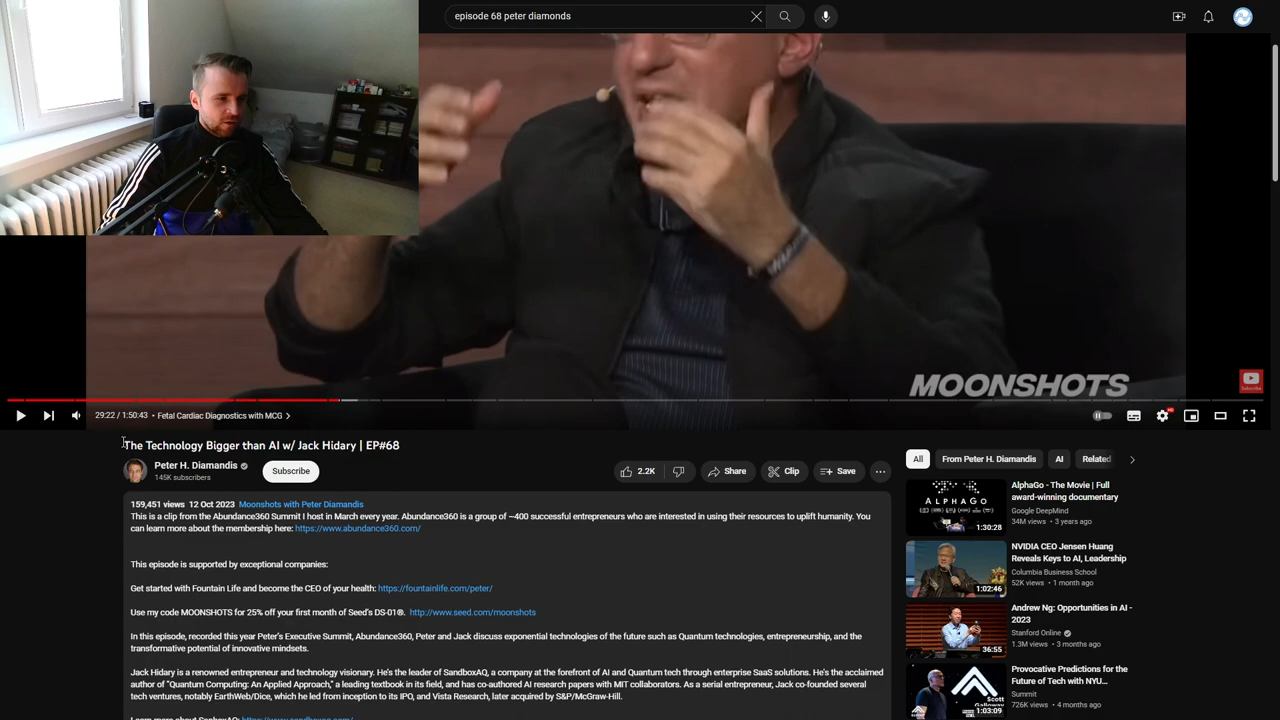 episode 68 peter diamonds
MOONSHOTS
Subscribe
29:22 / 1:50:43 • Fetal Cardiac Diagnostics with MCG
The Technology Bigger than AI w/ Jack Hidary | EP#68
Peter H. Diamandis
145K subscribers
Subscribe
2.2K
Share
Clip
Save
159,451 views 12 Oct 2023 Moonshots with Peter Diamandis
This is a clip from the Abundance360 Summit I host in March every year. Abundance360 is a group of ~400 successful entrepreneurs who are interested in using their resources to uplift humanity. You
can learn more about the membership here: https://www.abundance360.com/
This episode is supported by exceptional companies:
Get started with Fountain Life and become the CEO of your health: https://fountainlife.com/peter/
Use my code MOONSHOTS for 25% off your first month of Seed's DS-01®. http://www.seed.com/moonshots
In this episode, recorded this year Peter's Executive Summit, Abundance360, Peter and Jack discuss exponential technologies of the future such as Quantum technologies, entrepreneurship, and the
transformative potential of innovative mindsets.
Jack Hidary is a renowned entrepreneur and technology visionary. He's the leader of SandboxAQ, a company at the forefront of AI and Quantum tech through enterprise SaaS solutions. He's the acclaimed
author of "Quantum Computing: An Applied Approach," a leading textbook in its field, and has co-authored AI research papers with MIT collaborators. As a serial entrepreneur, Jack co-founded several
tech ventures, notably EarthWeb/Dice, which he led from inception to its IPO, and Vista Research, later acquired by S&P/McGraw-Hill.
All
From Peter H. Diamandis
AI
Related
ALPHAGO
1:30:28
AlphaGo - The Movie | Full
award-winning documentary
Google DeepMind
34M views • 3 years ago
1:02:46
NVIDIA CEO Jensen Huang
Reveals Keys to AI, Leadership
Columbia Business School
52K views • 1 month ago
36:55
Andrew Ng: Opportunities in AI -
2023
Stanford Online
1.3M views • 3 months ago
Scott
Galloway
1:03:09
Provocative Predictions for the
Future of Tech with NYU...
Summit
726K views • 4 months ago